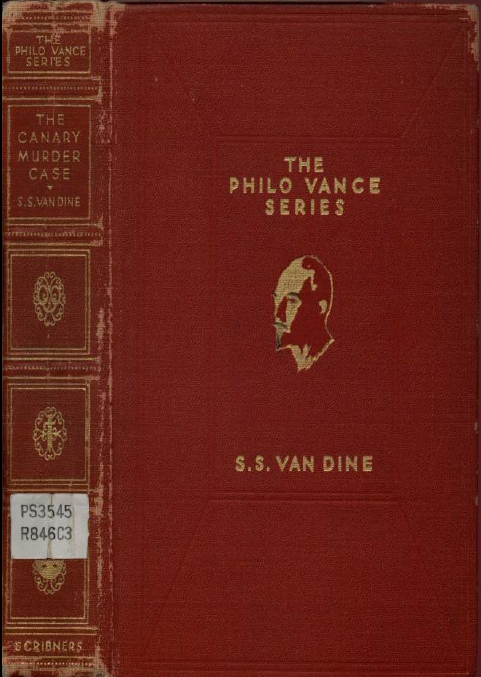 THE
PHILO VANCE
SERIES
THE
CANARY
MURDER
CASE
S.S. VAN DINE
PS3545
R846C3
SCRIBNERS
THE
PHILO VANCE
SERIES
S.S. VAN DINE